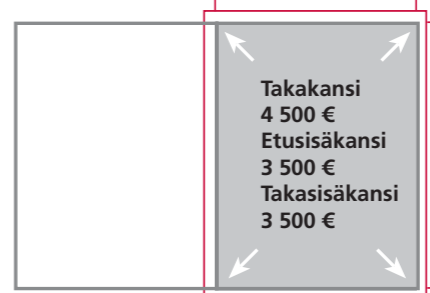 Takakansi
4 500 €
Etusisäkansi
3 500 €
Takasisäkansi
3 500 €